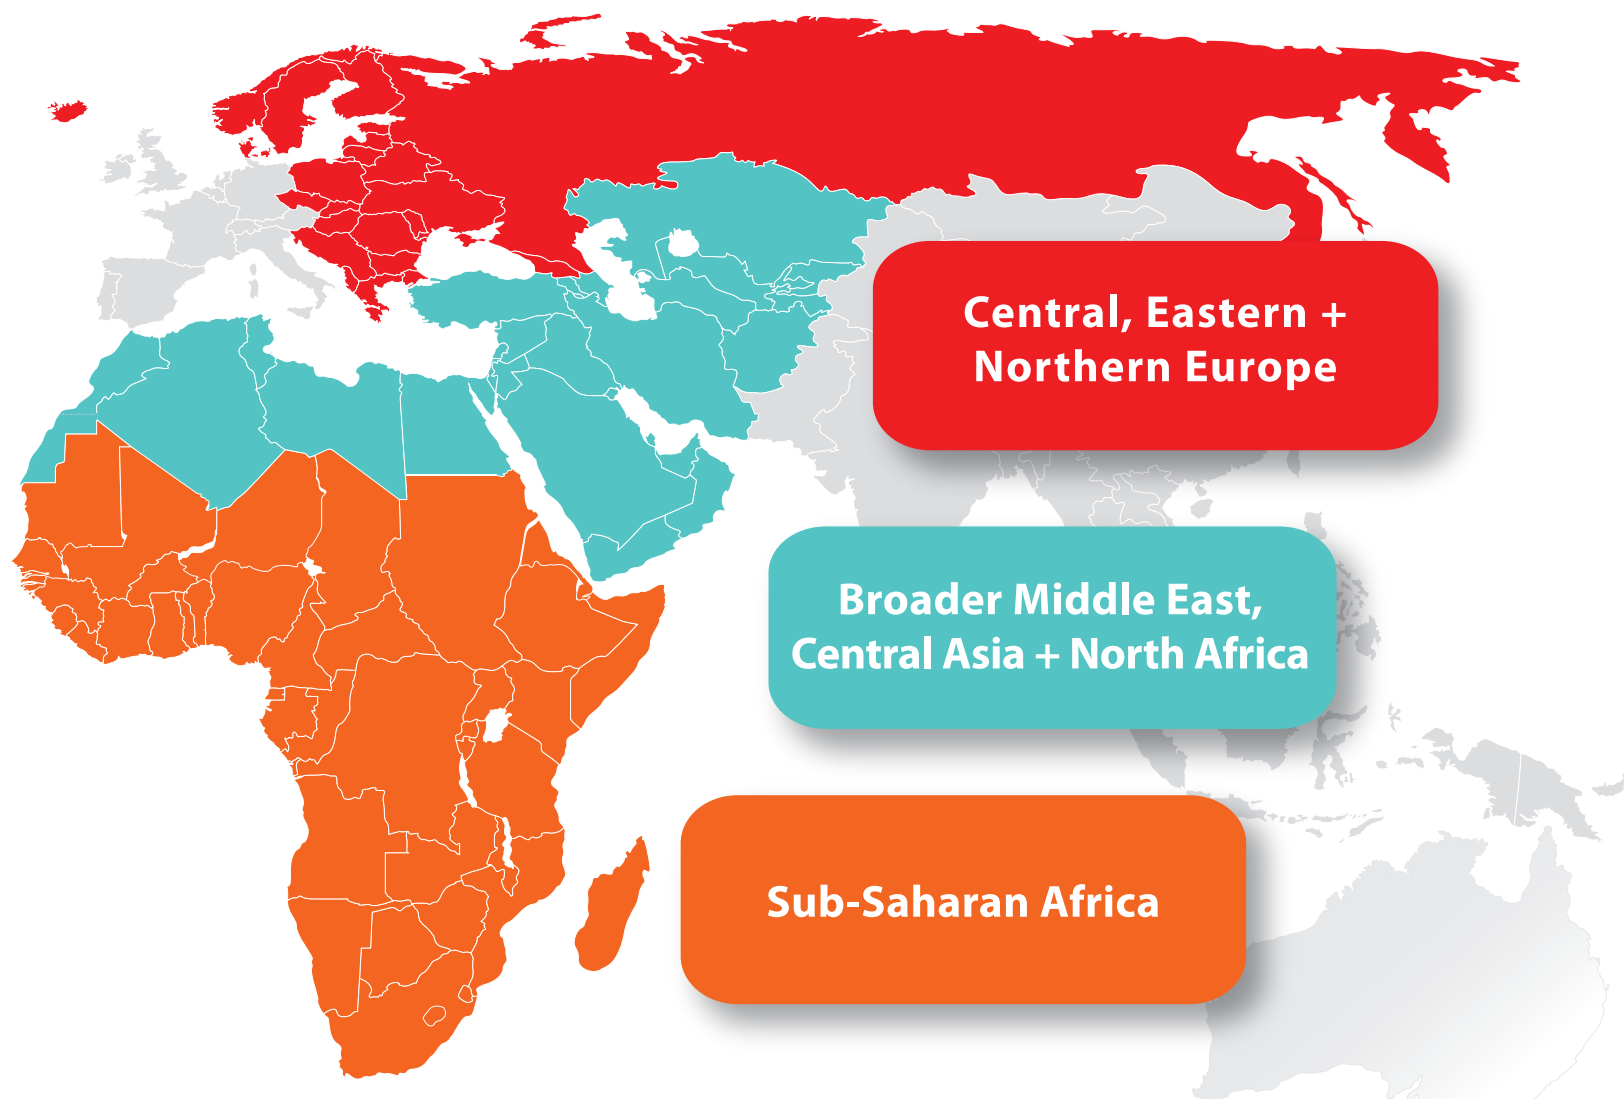 Central, Eastern +
Northern Europe
Broader Middle East,
Central Asia + North Africa
Sub-Saharan Africa